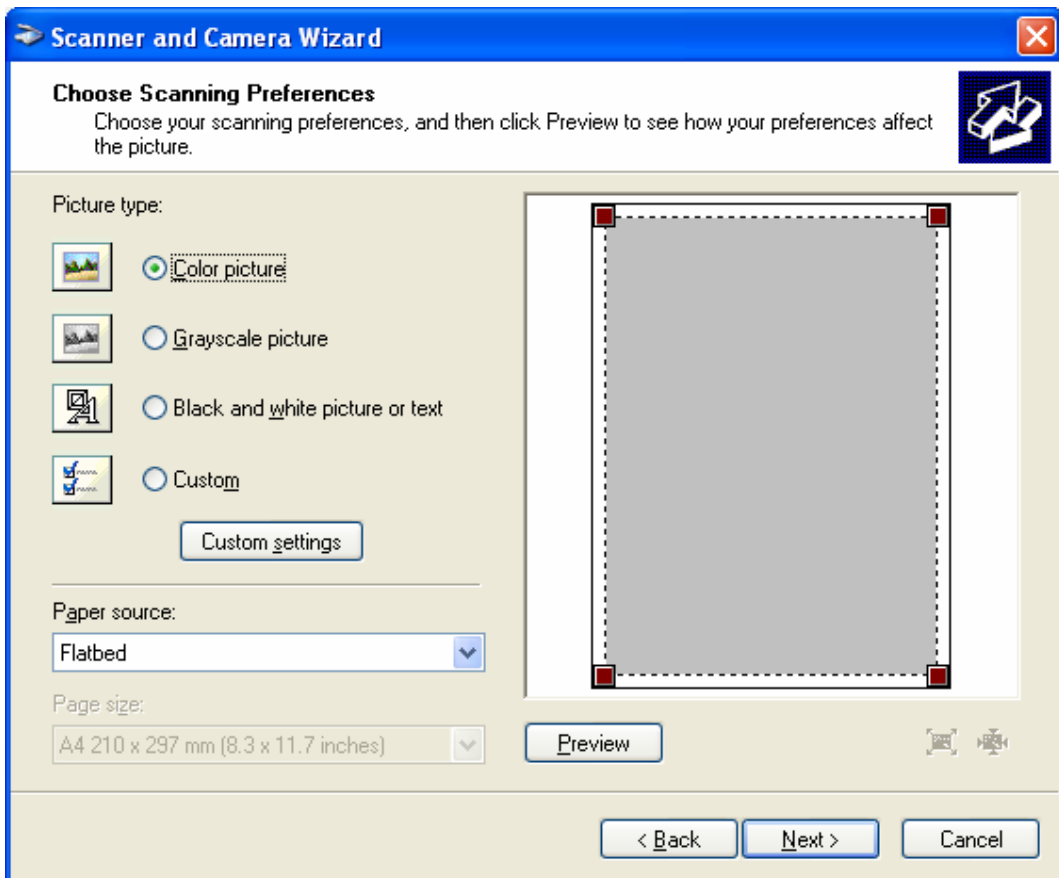 Scanner and Camera Wizard
Choose Scanning Preferences
Choose your scanning preferences, and then click Preview to see how your preferences affect
the picture.
Picture type:
Color picture
Grayscale picture
Black and white picture or text
Custom
Custom settings
Paper source:
Flatbed
Page size:
A4 210 x 297 mm (8.3 x 11.7 inches)
Preview
< Back
Next >
Cancel